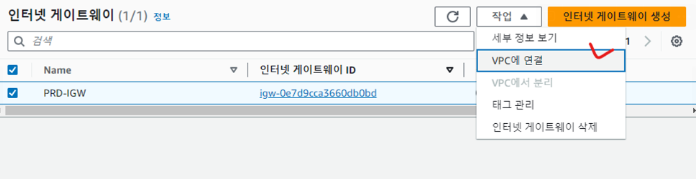 인터넷 게이트웨이 (1/1) 정보
작업 ▲
인터넷 게이트웨이 생성
검색
1
세부 정보 보기
VPC에 연결
VPC에서 분리
태그 관리
인터넷 게이트웨이 삭제
Name
인터넷 게이트웨이 ID
PRD-IGW
igw-0e7d9cca3660db0bd